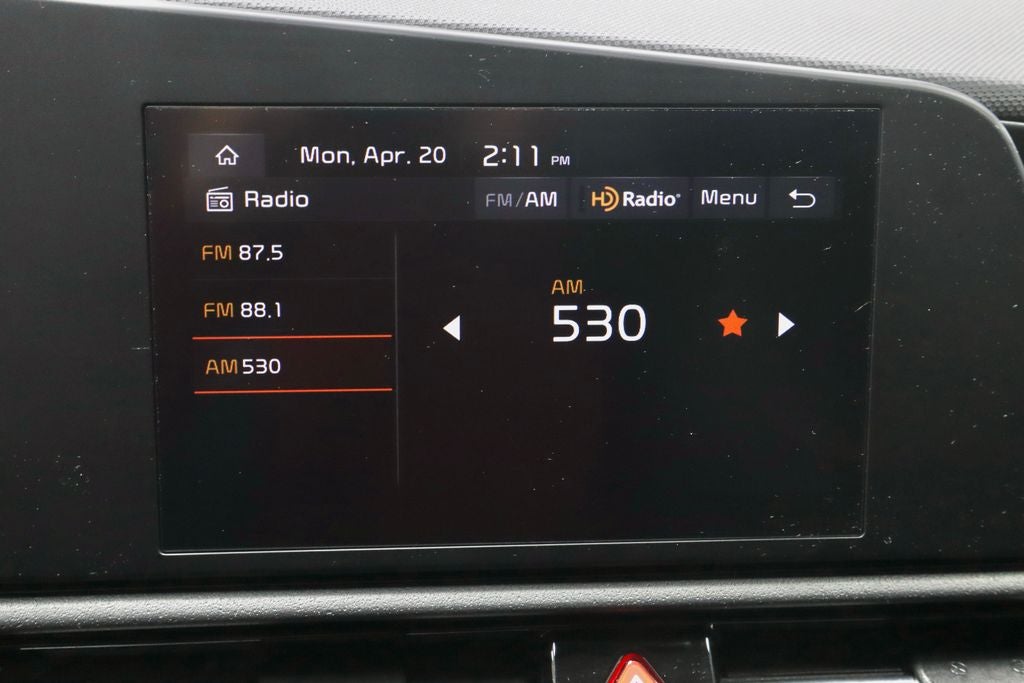 Mon, Apr. 20 2:11 PM
Radio FM/AM HD Radio® Menu
FM 87.5
FM 88.1
AM 530
AM
530